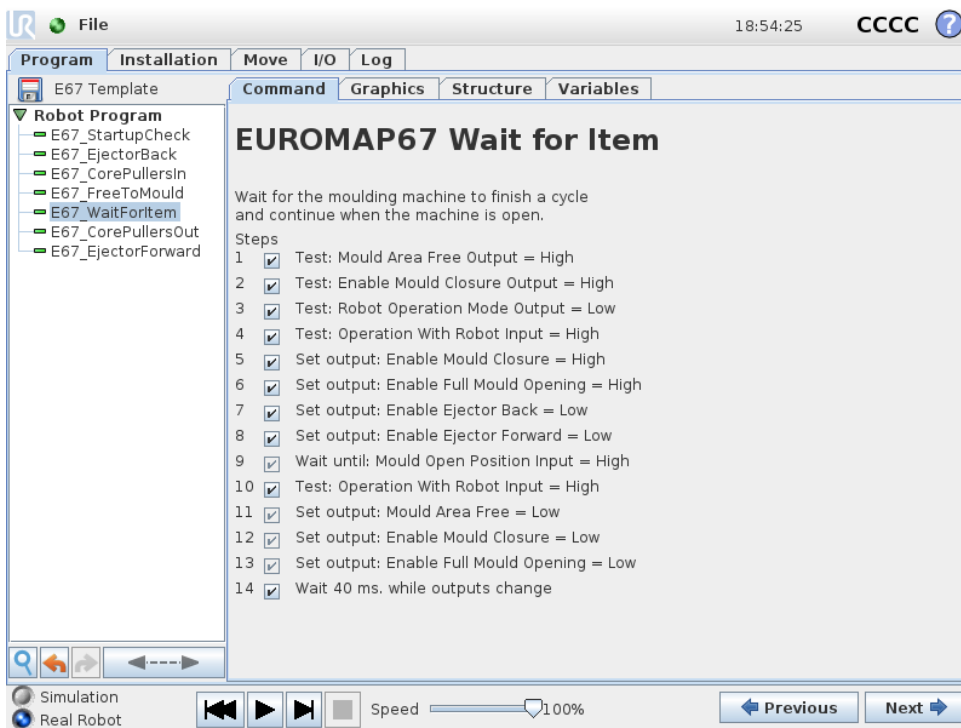 UR File 18:54:25 CCCC ?
Program Installation Move I/O Log
E67 Template
Command Graphics Structure Variables
Robot Program
E67_StartupCheck
E67_EjectorBack
E67_CorePullersIn
E67_FreeToMould
E67_WaitForItem
E67_CorePullersOut
E67_EjectorForward
EUROMAP67 Wait for Item
Wait for the moulding machine to finish a cycle
and continue when the machine is open.
Steps
1 Test: Mould Area Free Output = High
2 Test: Enable Mould Closure Output = High
3 Test: Robot Operation Mode Output = Low
4 Test: Operation With Robot Input = High
5 Set output: Enable Mould Closure = High
6 Set output: Enable Full Mould Opening = High
7 Set output: Enable Ejector Back = Low
8 Set output: Enable Ejector Forward = Low
9 Wait until: Mould Open Position Input = High
10 Test: Operation With Robot Input = High
11 Set output: Mould Area Free = Low
12 Set output: Enable Mould Closure = Low
13 Set output: Enable Full Mould Opening = Low
14 Wait 40 ms. while outputs change
Simulation
Real Robot
Speed 100%
Previous Next